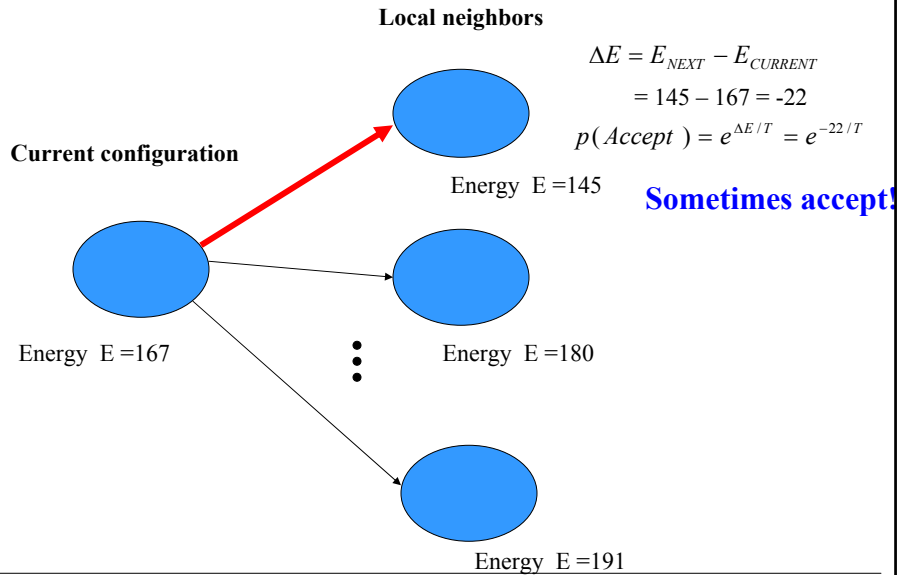 Local neighbors
ΔE = E_NEXT − E_CURRENT
= 145 – 167 = -22
p(Accept ) = e^{ΔE/T} = e^{−22/T}
Current configuration
Energy  E =145
Sometimes accept!
Energy  E =167
Energy  E =180
Energy  E =191